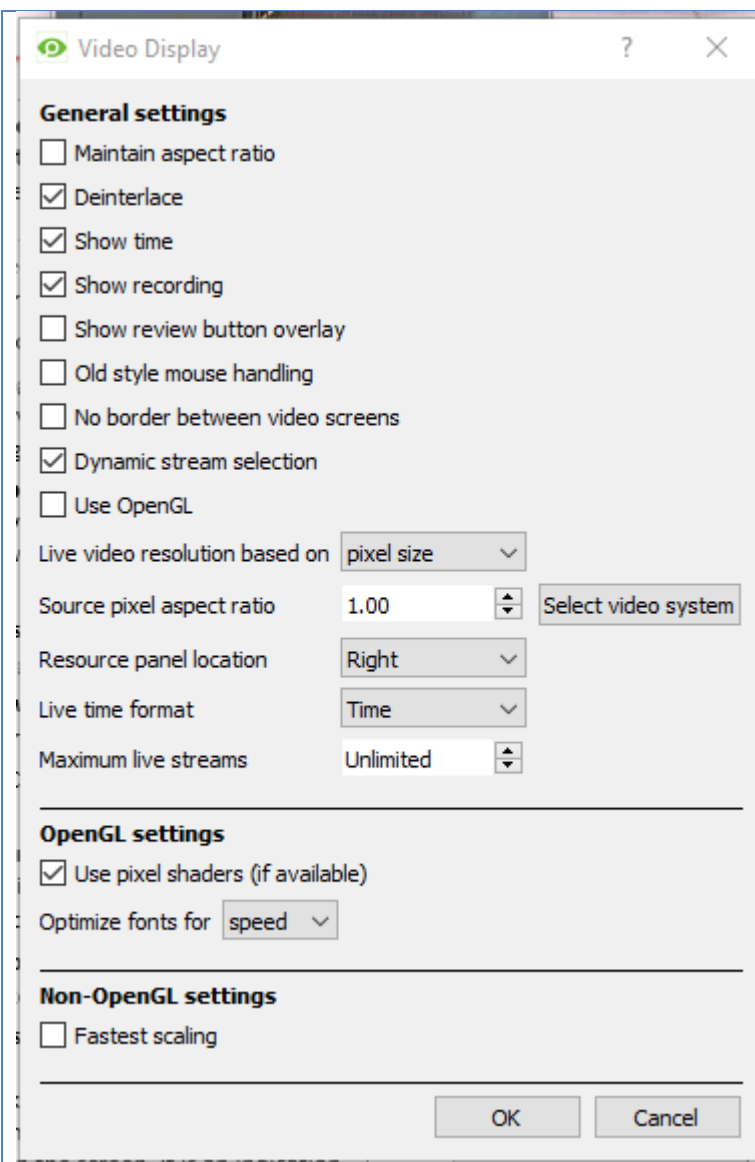 Video Display ?
General settings
Maintain aspect ratio
Deinterlace
Show time
Show recording
Show review button overlay
Old style mouse handling
No border between video screens
Dynamic stream selection
Use OpenGL
Live video resolution based on pixel size
Source pixel aspect ratio 1.00 Select video system
Resource panel location Right
Live time format Time
Maximum live streams Unlimited
OpenGL settings
Use pixel shaders (if available)
Optimize fonts for speed
Non-OpenGL settings
Fastest scaling
OK Cancel